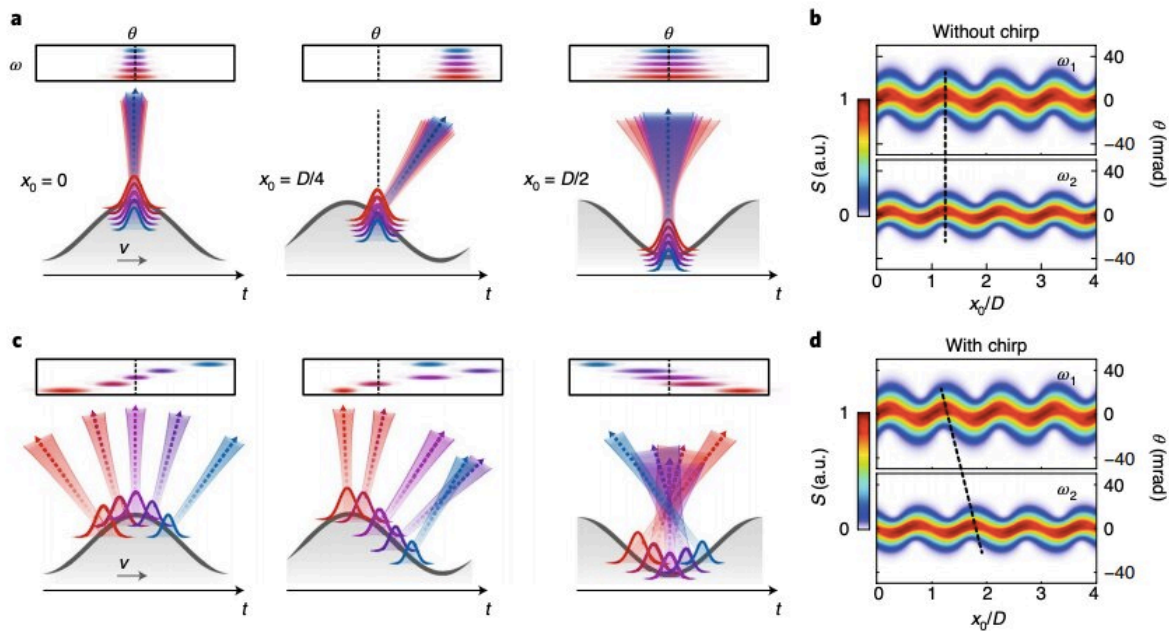 a
θ
θ
θ
ω
x₀ = 0
x₀ = D/4
x₀ = D/2
v
t
t
t
b
Without chirp
ω₁
ω₂
40
0
−40
40
0
−40
1
0
S (a.u.)
θ (mrad)
0
1
2
3
4
x₀/D
c
v
t
t
t
d
With chirp
ω₁
ω₂
40
0
−40
40
0
−40
1
0
S (a.u.)
θ (mrad)
0
1
2
3
4
x₀/D